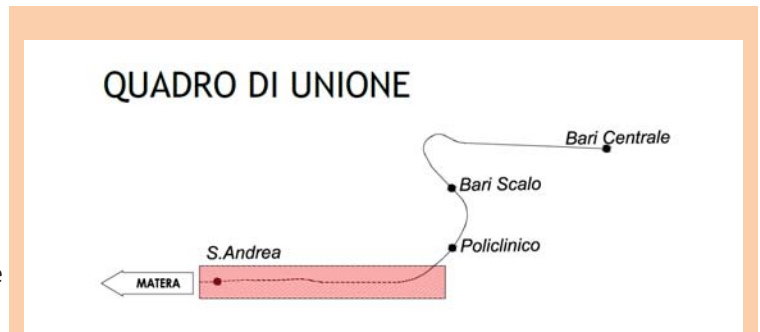 QUADRO DI UNIONE
Bari Centrale
Bari Scalo
Policlinico
S.Andrea
MATERA
e